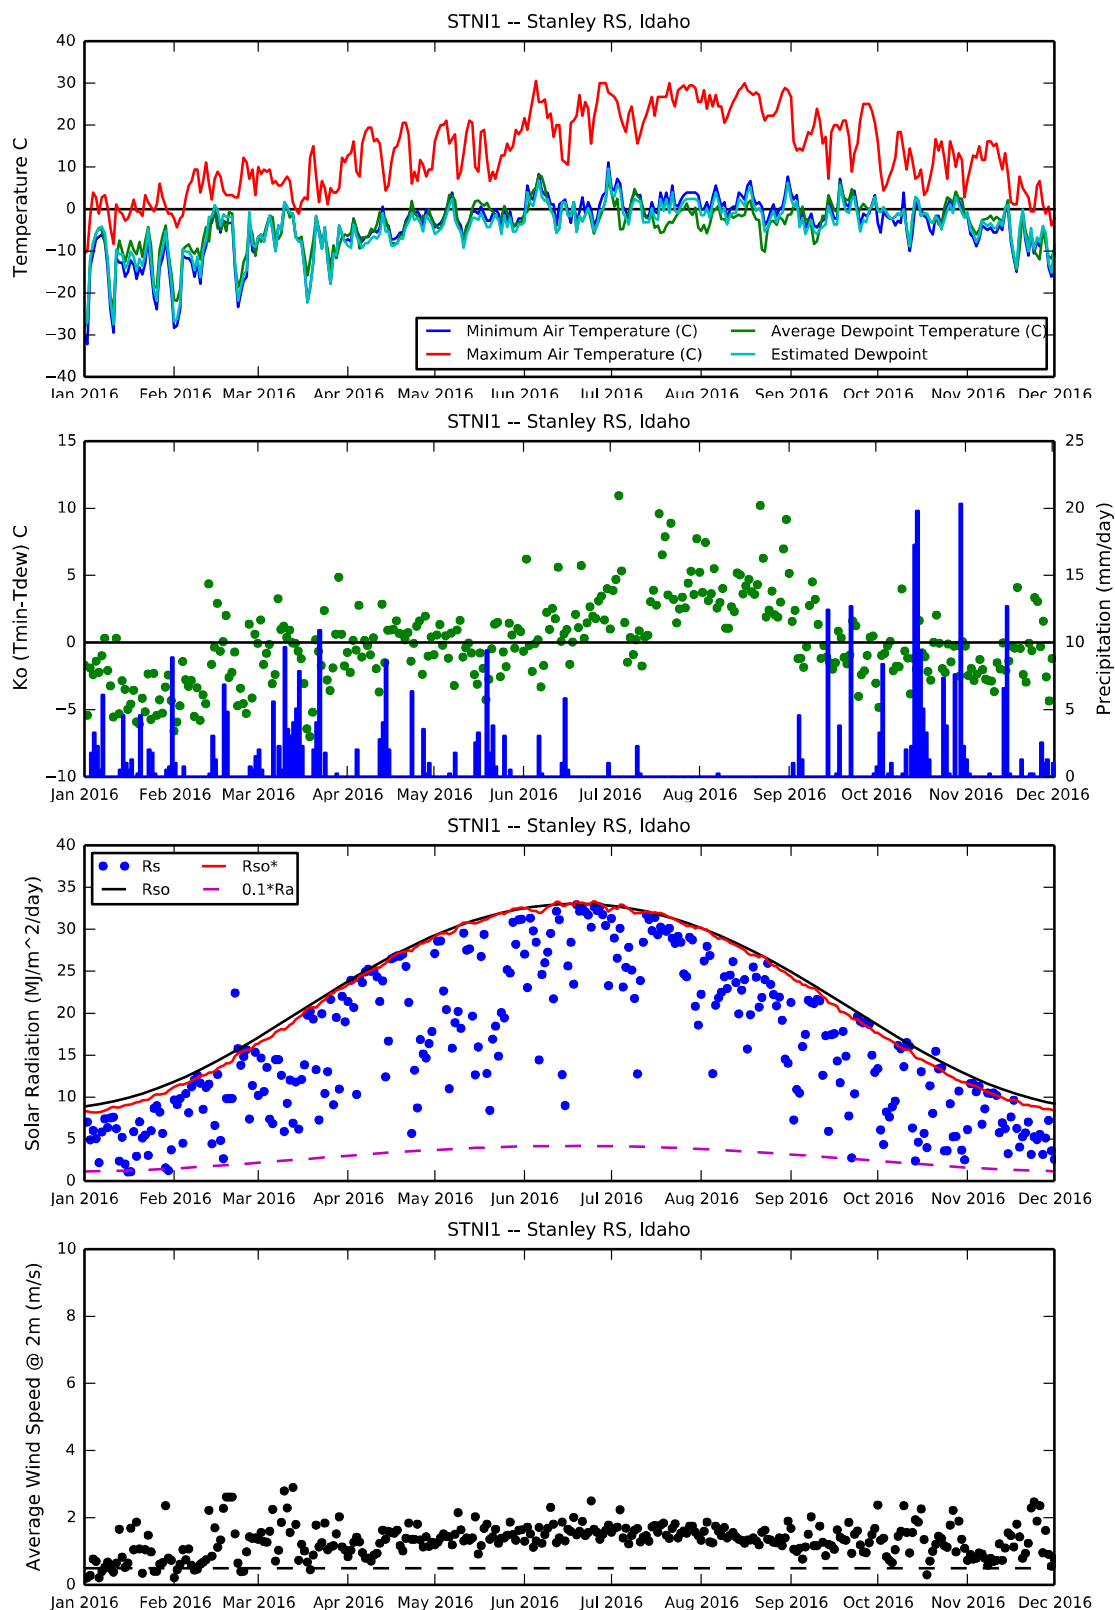 STNI1 -- Stanley RS, Idaho
Temperature C
40
30
20
10
0
−10
−20
−30
−40
Minimum Air Temperature (C)
Maximum Air Temperature (C)
Average Dewpoint Temperature (C)
Estimated Dewpoint
Jan 2016 Feb 2016 Mar 2016 Apr 2016 May 2016 Jun 2016 Jul 2016 Aug 2016 Sep 2016 Oct 2016 Nov 2016 Dec 2016
STNI1 -- Stanley RS, Idaho
Ko (Tmin-Tdew) C
15
10
5
0
−5
−10
25
20
15
10
5
0
Precipitation (mm/day)
Jan 2016 Feb 2016 Mar 2016 Apr 2016 May 2016 Jun 2016 Jul 2016 Aug 2016 Sep 2016 Oct 2016 Nov 2016 Dec 2016
STNI1 -- Stanley RS, Idaho
Solar Radiation (MJ/m^2/day)
40
35
30
25
20
15
10
5
0
Rs
Rso
Rso*
0.1*Ra
Jan 2016 Feb 2016 Mar 2016 Apr 2016 May 2016 Jun 2016 Jul 2016 Aug 2016 Sep 2016 Oct 2016 Nov 2016 Dec 2016
STNI1 -- Stanley RS, Idaho
Average Wind Speed @ 2m (m/s)
10
8
6
4
2
0
Jan 2016 Feb 2016 Mar 2016 Apr 2016 May 2016 Jun 2016 Jul 2016 Aug 2016 Sep 2016 Oct 2016 Nov 2016 Dec 2016